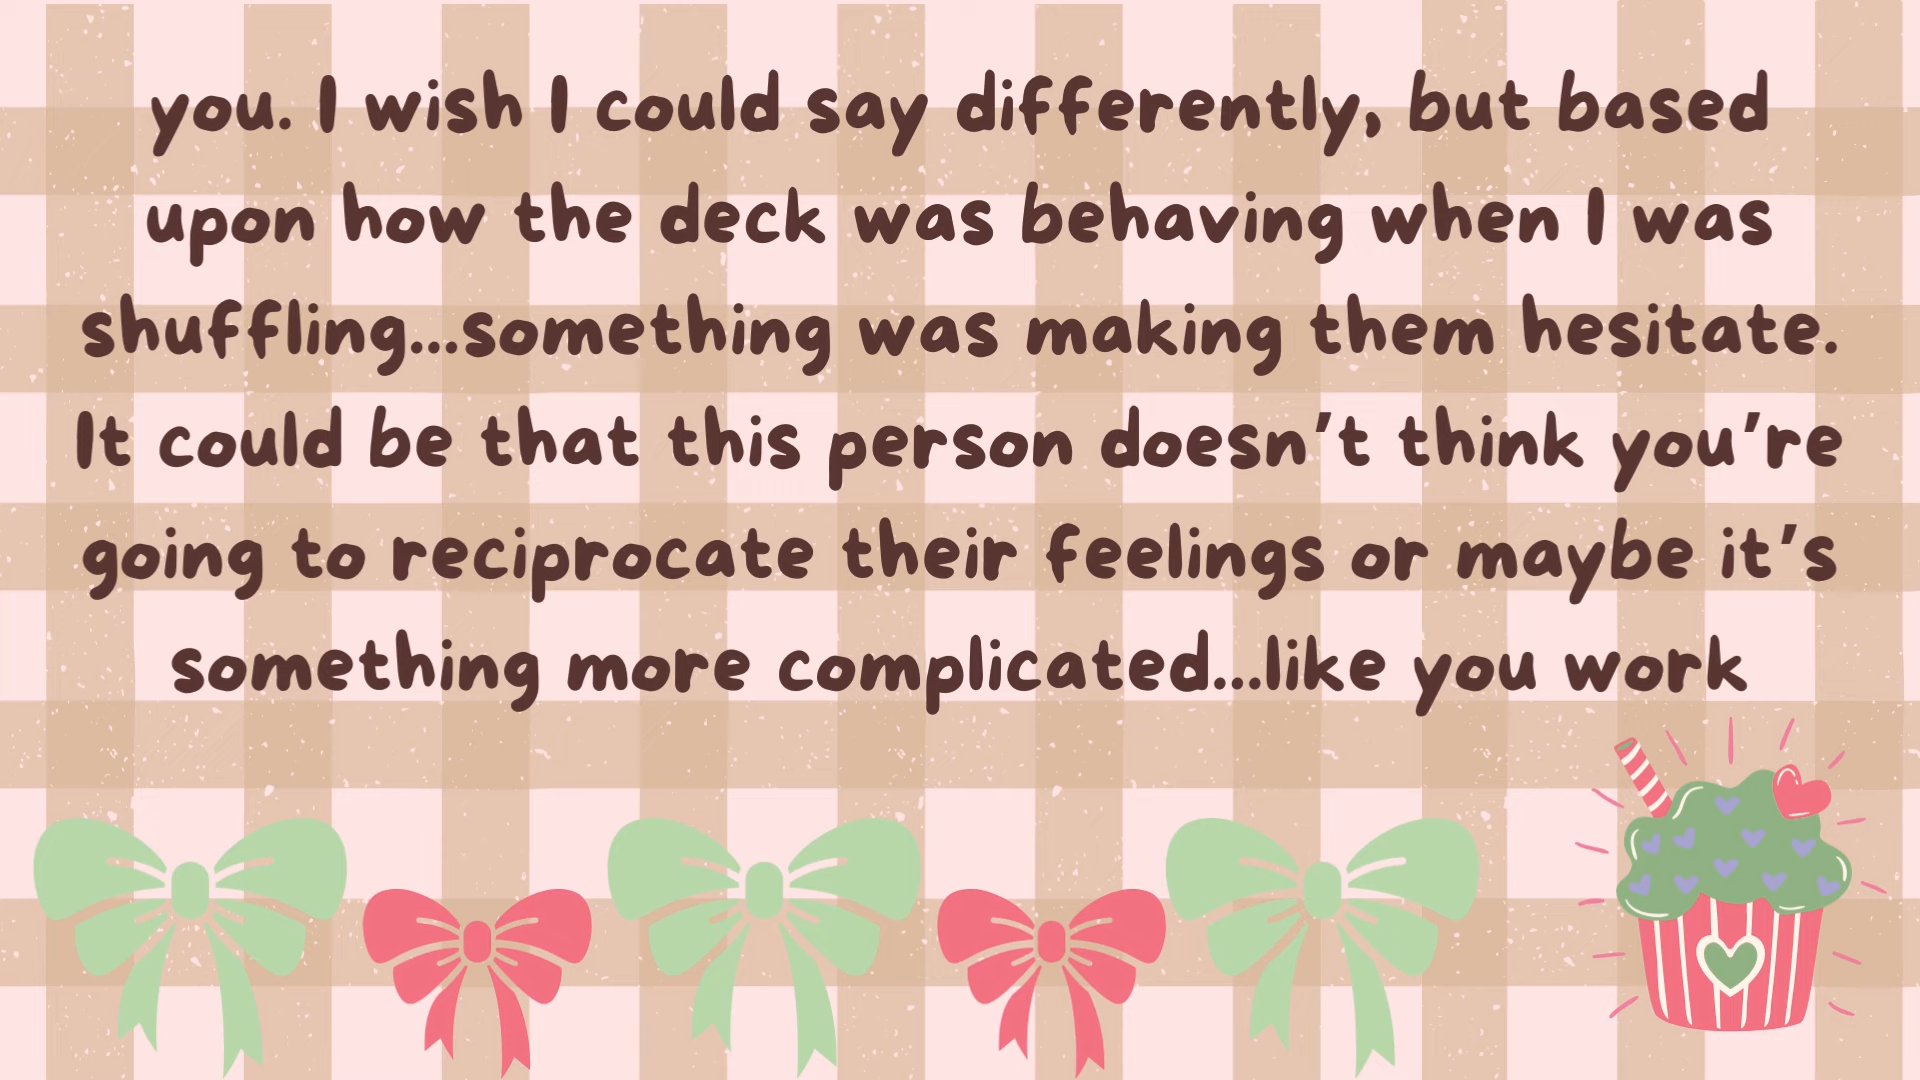 you. I wish I could say differently, but based
upon how the deck was behaving when I was
shuffling...something was making them hesitate.
It could be that this person doesn't think you're
going to reciprocate their feelings or maybe it's
something more complicated...like you work